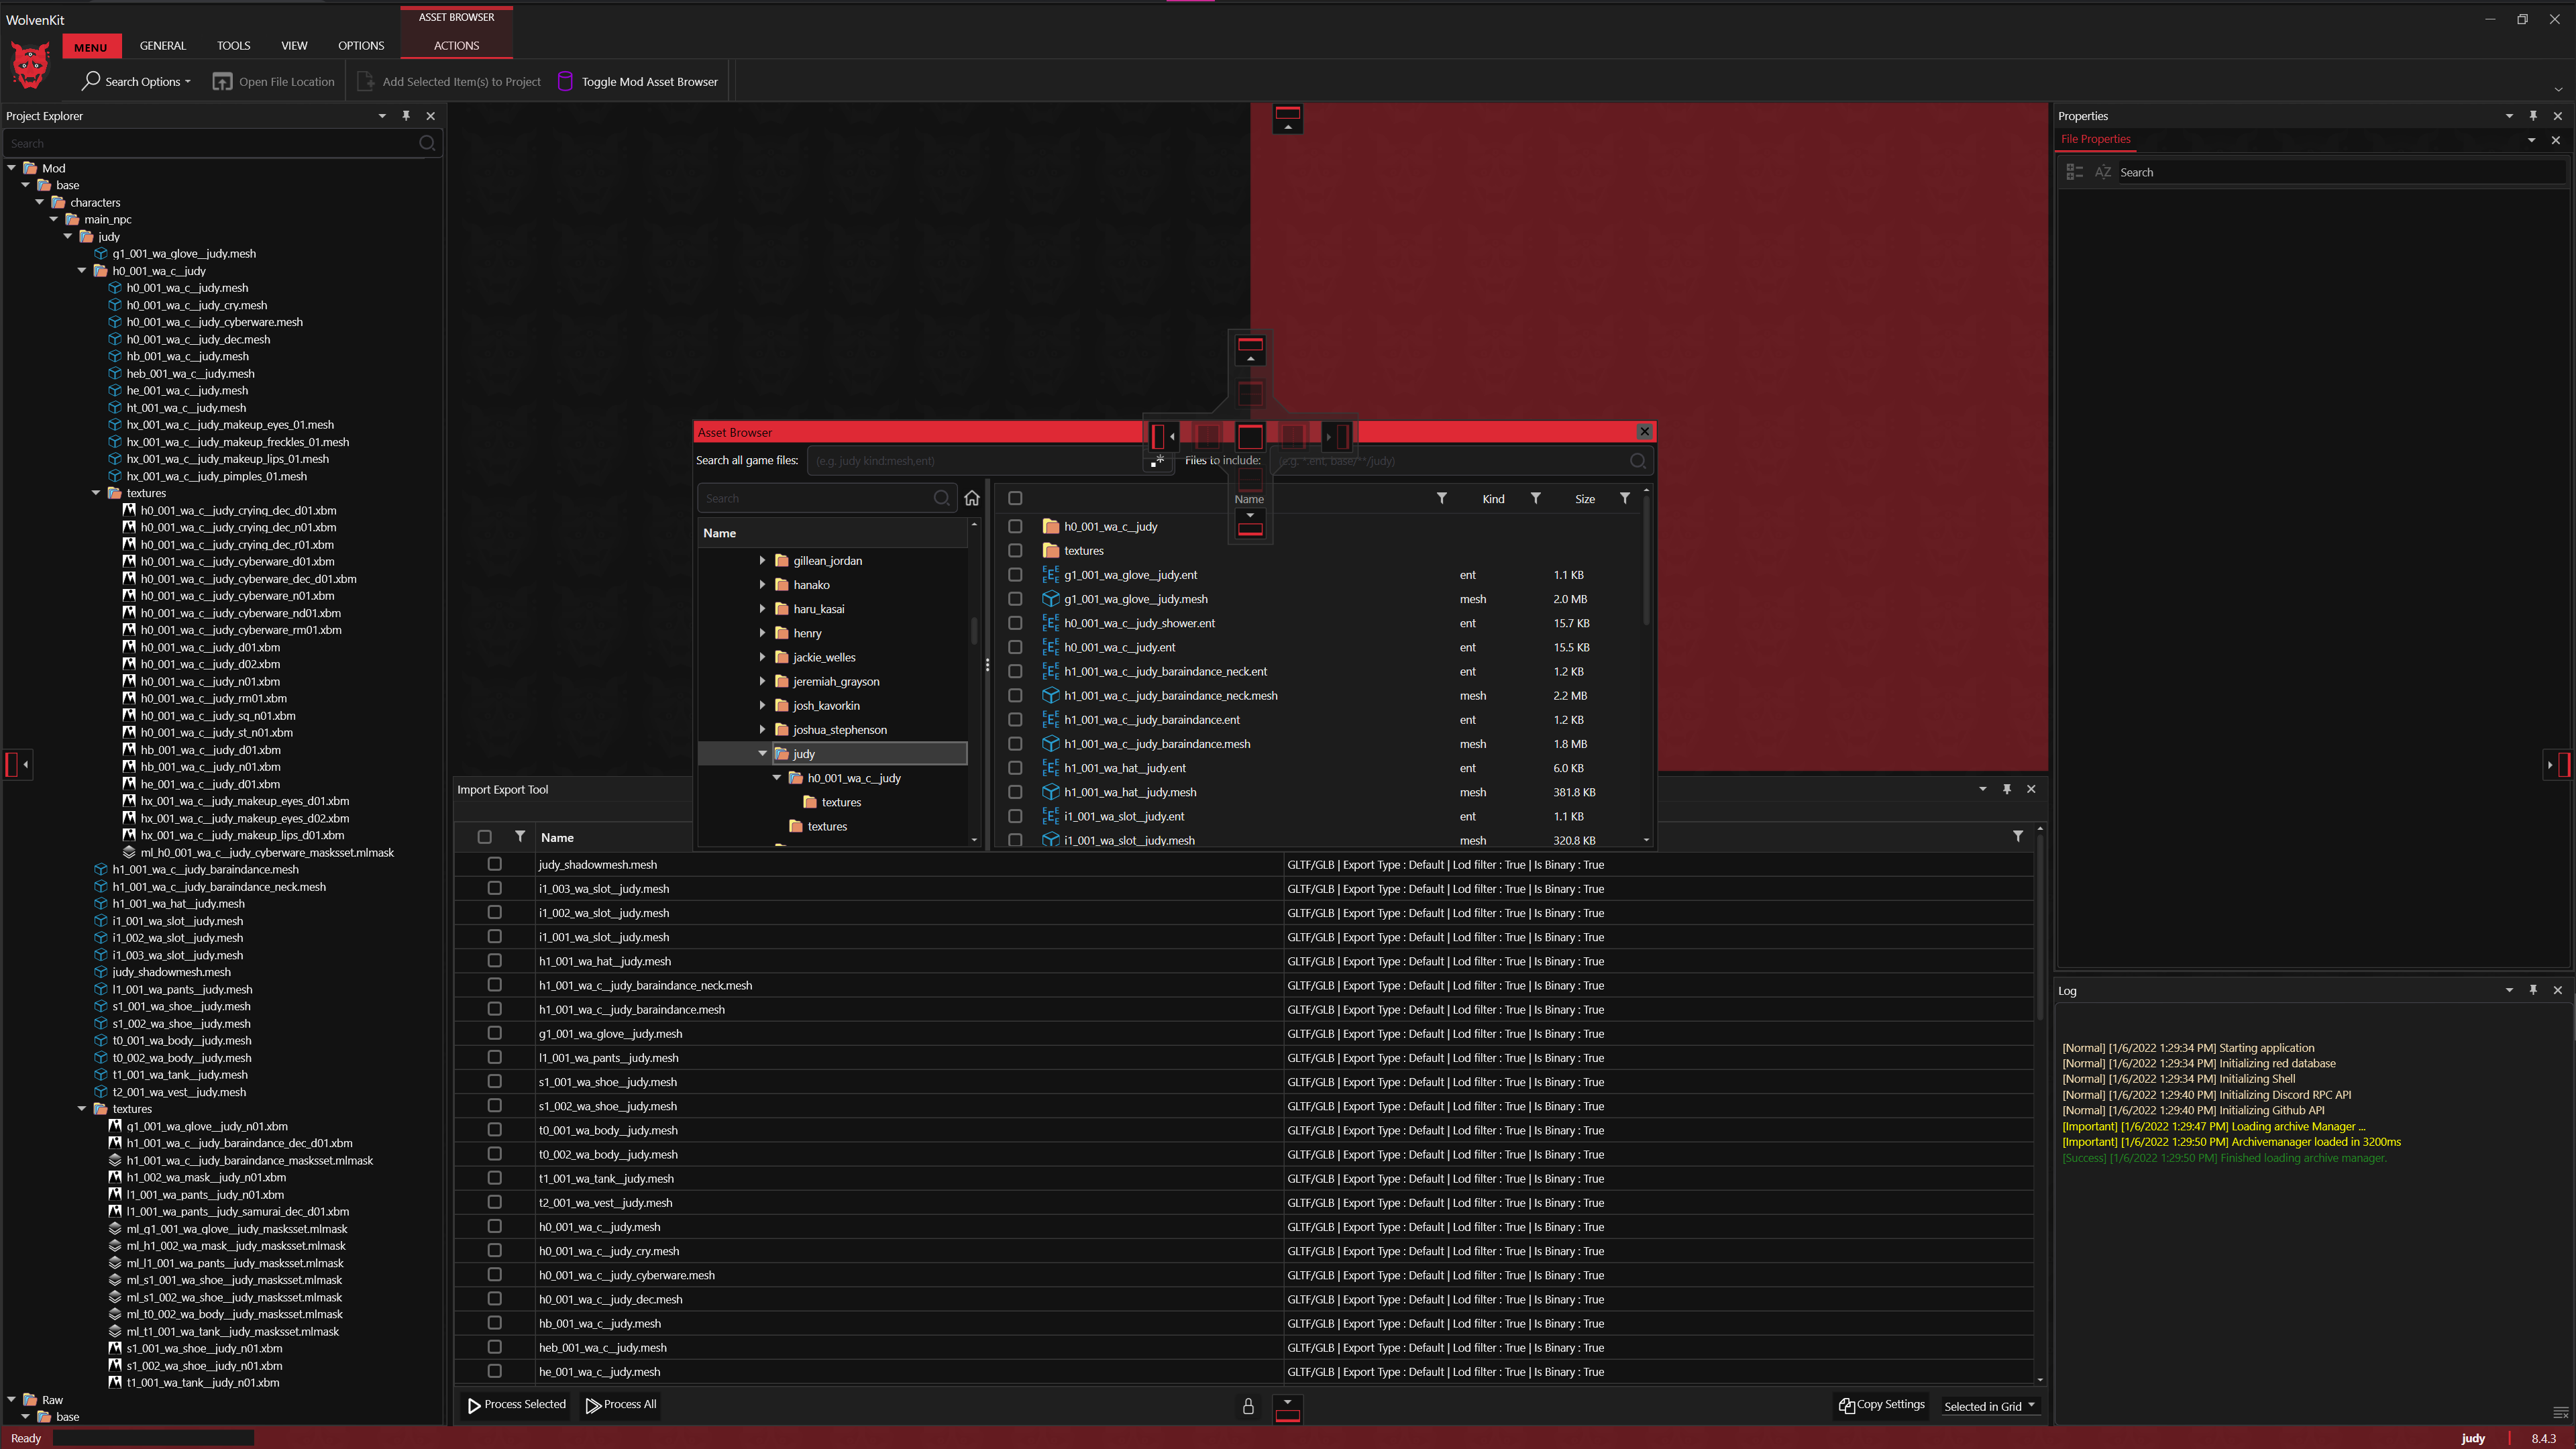 WolvenKit
ASSET BROWSER
MENU GENERAL TOOLS VIEW OPTIONS ACTIONS
Search Options Open File Location Add Selected Item(s) to Project Toggle Mod Asset Browser
Project Explorer
Search
Mod
base
characters
main_npc
judy
g1_001_wa_glove__judy.mesh
h0_001_wa_c__judy
h0_001_wa_c__judy.mesh
h0_001_wa_c__judy_cry.mesh
h0_001_wa_c__judy_cyberware.mesh
h0_001_wa_c__judy_dec.mesh
hb_001_wa_c__judy.mesh
heb_001_wa_c__judy.mesh
he_001_wa_c__judy.mesh
ht_001_wa_c__judy.mesh
hx_001_wa_c__judy_makeup_eyes_01.mesh
hx_001_wa_c__judy_makeup_freckles_01.mesh
hx_001_wa_c__judy_makeup_lips_01.mesh
hx_001_wa_c__judy_pimples_01.mesh
textures
h0_001_wa_c__judy_crying_dec_d01.xbm
h0_001_wa_c__judy_crying_dec_n01.xbm
h0_001_wa_c__judy_crying_dec_r01.xbm
h0_001_wa_c__judy_cyberware_d01.xbm
h0_001_wa_c__judy_cyberware_dec_d01.xbm
h0_001_wa_c__judy_cyberware_n01.xbm
h0_001_wa_c__judy_cyberware_nd01.xbm
h0_001_wa_c__judy_cyberware_rm01.xbm
h0_001_wa_c__judy_d01.xbm
h0_001_wa_c__judy_d02.xbm
h0_001_wa_c__judy_n01.xbm
h0_001_wa_c__judy_rm01.xbm
h0_001_wa_c__judy_sq_n01.xbm
h0_001_wa_c__judy_st_n01.xbm
hb_001_wa_c__judy_d01.xbm
hb_001_wa_c__judy_n01.xbm
he_001_wa_c__judy_d01.xbm
hx_001_wa_c__judy_makeup_eyes_d01.xbm
hx_001_wa_c__judy_makeup_eyes_d02.xbm
hx_001_wa_c__judy_makeup_lips_d01.xbm
ml_h0_001_wa_c__judy_cyberware_masksset.mlmask
h1_001_wa_c__judy_baraindance.mesh
h1_001_wa_c__judy_baraindance_neck.mesh
h1_001_wa_hat__judy.mesh
i1_001_wa_slot__judy.mesh
i1_002_wa_slot__judy.mesh
i1_003_wa_slot__judy.mesh
judy_shadowmesh.mesh
l1_001_wa_pants__judy.mesh
s1_001_wa_shoe__judy.mesh
s1_002_wa_shoe__judy.mesh
t0_001_wa_body__judy.mesh
t0_002_wa_body__judy.mesh
t1_001_wa_tank__judy.mesh
t2_001_wa_vest__judy.mesh
textures
g1_001_wa_glove__judy_n01.xbm
h1_001_wa_c__judy_baraindance_dec_d01.xbm
h1_001_wa_c__judy_baraindance_masksset.mlmask
h1_002_wa_mask__judy_n01.xbm
l1_001_wa_pants__judy_n01.xbm
l1_001_wa_pants__judy_samurai_dec_d01.xbm
ml_g1_001_wa_glove__judy_masksset.mlmask
ml_h1_002_wa_mask__judy_masksset.mlmask
ml_l1_001_wa_pants__judy_masksset.mlmask
ml_s1_001_wa_shoe__judy_masksset.mlmask
ml_s1_002_wa_shoe__judy_masksset.mlmask
ml_t0_002_wa_body__judy_masksset.mlmask
ml_t1_001_wa_tank__judy_masksset.mlmask
s1_001_wa_shoe__judy_n01.xbm
s1_002_wa_shoe__judy_n01.xbm
t1_001_wa_tank__judy_n01.xbm
Raw
base
Asset Browser
Search all game files: (e.g. judy kind:mesh,ent) .* Files to include: (e.g. *.ent, base/**/judy)
Search
Name
gillean_jordan
hanako
haru_kasai
henry
jackie_welles
jeremiah_grayson
josh_kavorkin
joshua_stephenson
judy
h0_001_wa_c__judy
textures
textures
Name Kind Size
h0_001_wa_c__judy
textures
g1_001_wa_glove__judy.ent ent 1.1 KB
g1_001_wa_glove__judy.mesh mesh 2.0 MB
h0_001_wa_c__judy_shower.ent ent 15.7 KB
h0_001_wa_c__judy.ent ent 15.5 KB
h1_001_wa_c__judy_baraindance_neck.ent ent 1.2 KB
h1_001_wa_c__judy_baraindance_neck.mesh mesh 2.2 MB
h1_001_wa_c__judy_baraindance.ent ent 1.2 KB
h1_001_wa_c__judy_baraindance.mesh mesh 1.8 MB
h1_001_wa_hat__judy.ent ent 6.0 KB
h1_001_wa_hat__judy.mesh mesh 381.8 KB
i1_001_wa_slot__judy.ent ent 1.1 KB
i1_001_wa_slot__judy.mesh mesh 320.8 KB
Import Export Tool
Name
judy_shadowmesh.mesh GLTF/GLB | Export Type : Default | Lod filter : True | Is Binary : True
i1_003_wa_slot__judy.mesh GLTF/GLB | Export Type : Default | Lod filter : True | Is Binary : True
i1_002_wa_slot__judy.mesh GLTF/GLB | Export Type : Default | Lod filter : True | Is Binary : True
i1_001_wa_slot__judy.mesh GLTF/GLB | Export Type : Default | Lod filter : True | Is Binary : True
h1_001_wa_hat__judy.mesh GLTF/GLB | Export Type : Default | Lod filter : True | Is Binary : True
h1_001_wa_c__judy_baraindance_neck.mesh GLTF/GLB | Export Type : Default | Lod filter : True | Is Binary : True
h1_001_wa_c__judy_baraindance.mesh GLTF/GLB | Export Type : Default | Lod filter : True | Is Binary : True
g1_001_wa_glove__judy.mesh GLTF/GLB | Export Type : Default | Lod filter : True | Is Binary : True
l1_001_wa_pants__judy.mesh GLTF/GLB | Export Type : Default | Lod filter : True | Is Binary : True
s1_001_wa_shoe__judy.mesh GLTF/GLB | Export Type : Default | Lod filter : True | Is Binary : True
s1_002_wa_shoe__judy.mesh GLTF/GLB | Export Type : Default | Lod filter : True | Is Binary : True
t0_001_wa_body__judy.mesh GLTF/GLB | Export Type : Default | Lod filter : True | Is Binary : True
t0_002_wa_body__judy.mesh GLTF/GLB | Export Type : Default | Lod filter : True | Is Binary : True
t1_001_wa_tank__judy.mesh GLTF/GLB | Export Type : Default | Lod filter : True | Is Binary : True
t2_001_wa_vest__judy.mesh GLTF/GLB | Export Type : Default | Lod filter : True | Is Binary : True
h0_001_wa_c__judy.mesh GLTF/GLB | Export Type : Default | Lod filter : True | Is Binary : True
h0_001_wa_c__judy_cry.mesh GLTF/GLB | Export Type : Default | Lod filter : True | Is Binary : True
h0_001_wa_c__judy_cyberware.mesh GLTF/GLB | Export Type : Default | Lod filter : True | Is Binary : True
h0_001_wa_c__judy_dec.mesh GLTF/GLB | Export Type : Default | Lod filter : True | Is Binary : True
hb_001_wa_c__judy.mesh GLTF/GLB | Export Type : Default | Lod filter : True | Is Binary : True
heb_001_wa_c__judy.mesh GLTF/GLB | Export Type : Default | Lod filter : True | Is Binary : True
he_001_wa_c__judy.mesh GLTF/GLB | Export Type : Default | Lod filter : True | Is Binary : True
Process Selected Process All Copy Settings Selected in Grid
Properties
File Properties
AZ Search
Log
[Normal] [1/6/2022 1:29:34 PM] Starting application
[Normal] [1/6/2022 1:29:34 PM] Initializing red database
[Normal] [1/6/2022 1:29:34 PM] Initializing Shell
[Normal] [1/6/2022 1:29:40 PM] Initializing Discord RPC API
[Normal] [1/6/2022 1:29:40 PM] Initializing Github API
[Important] [1/6/2022 1:29:47 PM] Loading archive Manager ...
[Important] [1/6/2022 1:29:50 PM] Archivemanager loaded in 3200ms
[Success] [1/6/2022 1:29:50 PM] Finished loading archive manager.
Ready judy 8.4.3